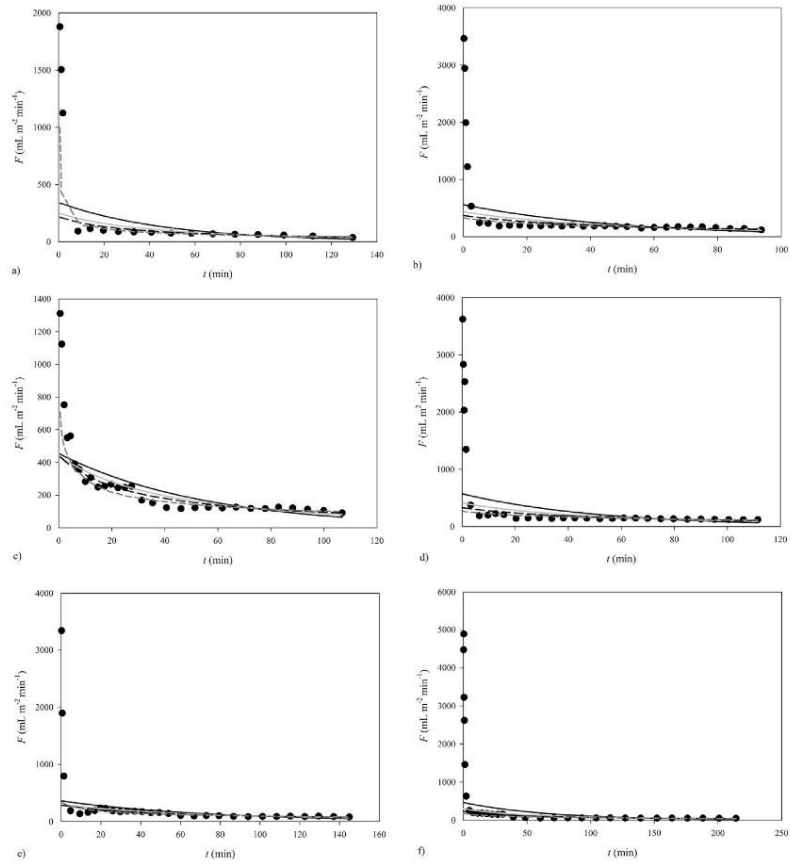 2000
1500
1000
500
0
F (mL m⁻² min⁻¹)
0 20 40 60 80 100 120 140
t (min)
a)
4000
3000
2000
1000
0
F (mL m⁻² min⁻¹)
0 20 40 60 80 100
t (min)
b)
1400
1200
1000
800
600
400
200
0
F (mL m⁻² min⁻¹)
0 20 40 60 80 100 120
t (min)
c)
4000
3000
2000
1000
0
F (mL m⁻² min⁻¹)
0 20 40 60 80 100 120
t (min)
d)
4000
3000
2000
1000
0
F (mL m⁻² min⁻¹)
0 20 40 60 80 100 120 140 160
t (min)
e)
6000
5000
4000
3000
2000
1000
0
F (mL m⁻² min⁻¹)
0 50 100 150 200 250
t (min)
f)